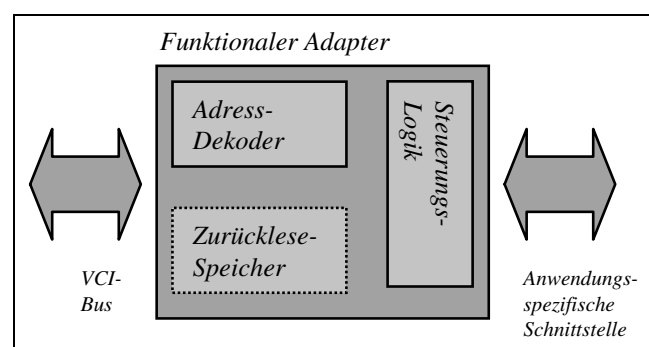 Funktionaler Adapter
Adress-
Dekoder
Steuerungs-
Logik
Zurücklese-
Speicher
VCI-
Bus
Anwendungs-
spezifische
Schnittstelle